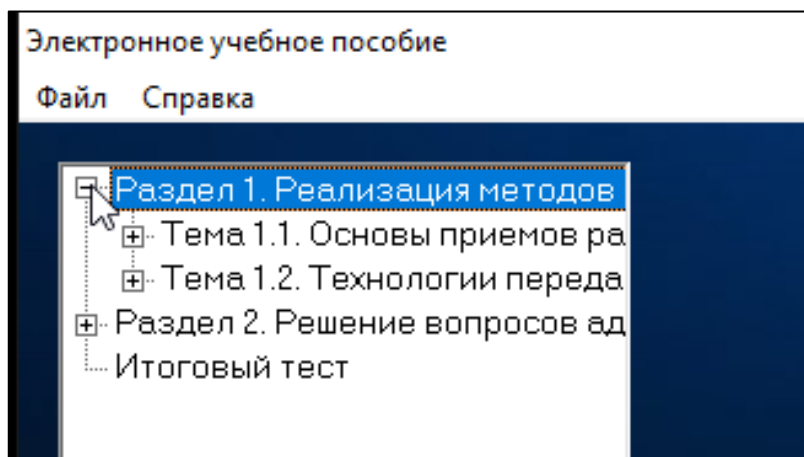 Электронное учебное пособие
Файл Справка
Раздел 1. Реализация методов
Тема 1.1. Основы приемов ра
Тема 1.2. Технологии переда
Раздел 2. Решение вопросов ад
Итоговый тест